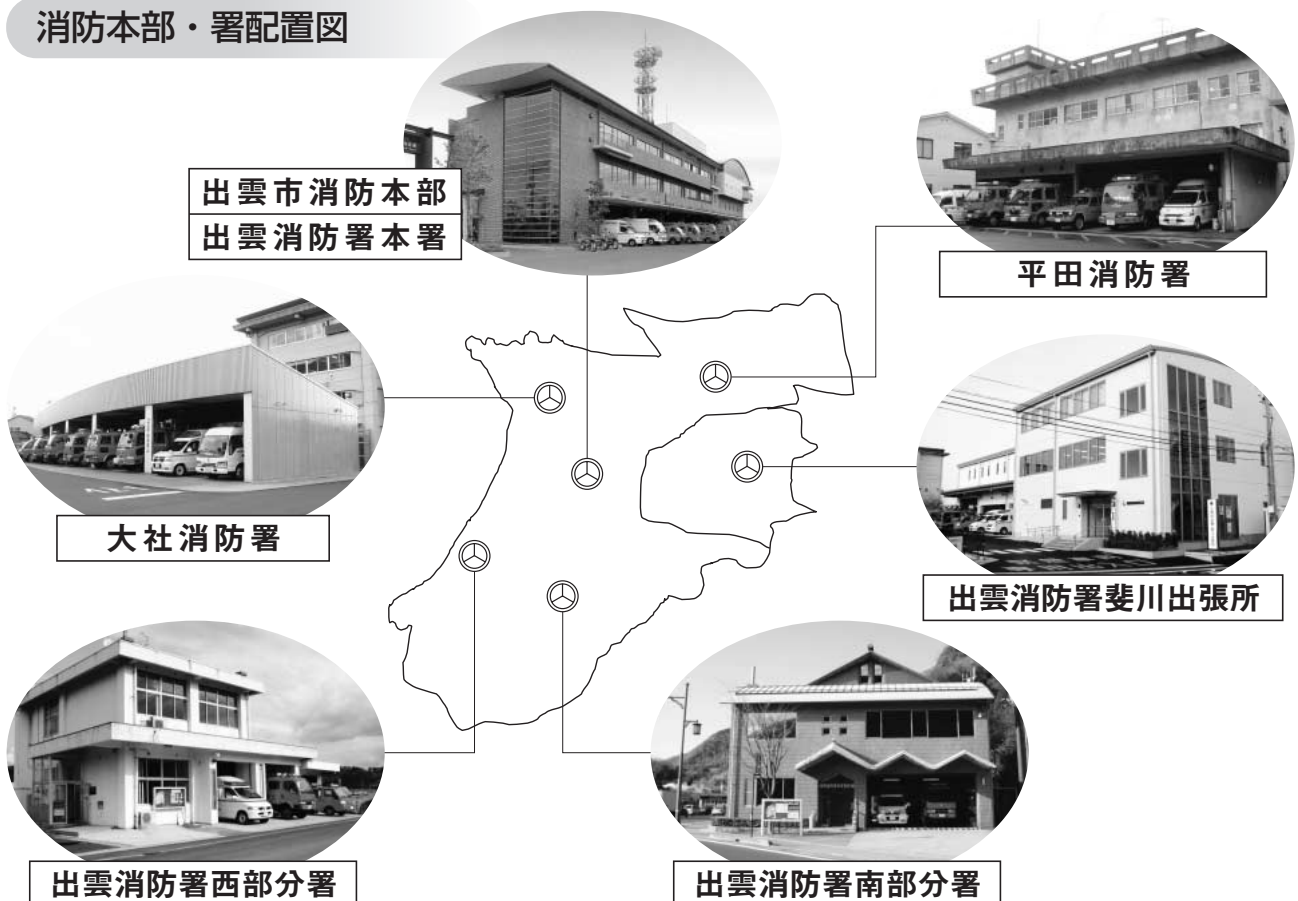 消防本部・署配置図
出雲市消防本部
出雲消防署本署
平田消防署
大社消防署
出雲消防署斐川出張所
出雲消防署西部分署
出雲消防署南部分署